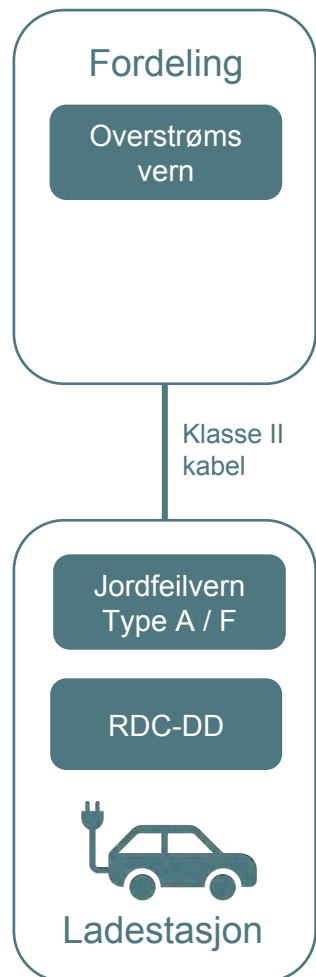 Fordeling
Overstrøms
vern
Klasse II
kabel
Jordfeilvern
Type A / F
RDC-DD
Ladestasjon